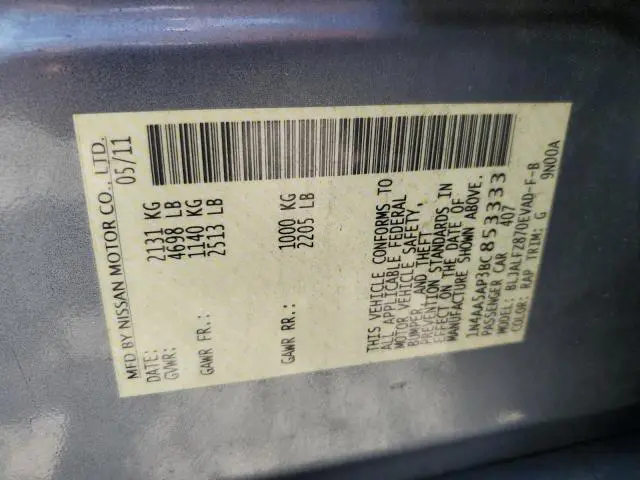 MFD BY NISSAN MOTOR CO., LTD.
DATE: 05/11
GVWR: 2131 KG
4698 LB
GAWR FR.: 1140 KG
2513 LB
GAWR RR.: 1000 KG
2205 LB
THIS VEHICLE CONFORMS TO
ALL APPLICABLE FEDERAL
MOTOR VEHICLE SAFETY,
BUMPER, AND THEFT
PREVENTION STANDARDS IN
EFFECT ON THE DATE OF
MANUFACTURE SHOWN ABOVE.
1N4AA5AP3BC853333
PASSENGER CAR 407
MODEL: BLJALFZ870EVAD-F-B
COLOR: RAP TRIM: G 9N00A